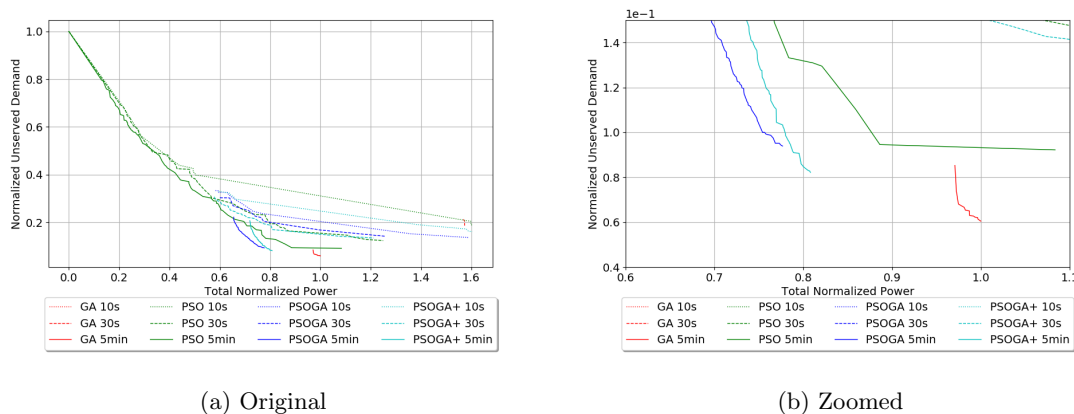 1e−1
Normalized Unserved Demand
1.0
0.8
0.6
0.4
0.2
0.0 0.2 0.4 0.6 0.8 1.0 1.2 1.4 1.6
Total Normalized Power
GA 10s PSO 10s PSOGA 10s PSOGA+ 10s
GA 30s PSO 30s PSOGA 30s PSOGA+ 30s
GA 5min PSO 5min PSOGA 5min PSOGA+ 5min
(a) Original
Normalized Unserved Demand
1.4
1.2
1.0
0.8
0.6
0.4
0.6 0.7 0.8 0.9 1.0 1.1
Total Normalized Power
GA 10s PSO 10s PSOGA 10s PSOGA+ 10s
GA 30s PSO 30s PSOGA 30s PSOGA+ 30s
GA 5min PSO 5min PSOGA 5min PSOGA+ 5min
(b) Zoomed